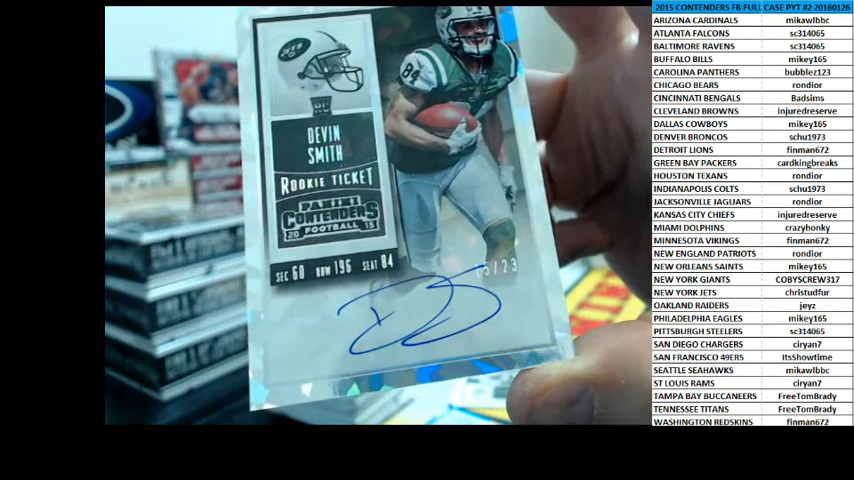 JETS
84
DEVIN
SMITH
ROOKIE TICKET
PANINI
CONTENDERS
20 FOOTBALL 15
SEC 60 ROW 196 SEAT 84
/23
2015 CONTENDERS FB FULL CASE PYT #2 20160126
ARIZONA CARDINALS mikawlbbc
ATLANTA FALCONS sc314065
BALTIMORE RAVENS sc314065
BUFFALO BILLS mikey165
CAROLINA PANTHERS bubblez123
CHICAGO BEARS rondior
CINCINNATI BENGALS Badsims
CLEVELAND BROWNS injuredreserve
DALLAS COWBOYS mikey165
DENVER BRONCOS schu1973
DETROIT LIONS finman672
GREEN BAY PACKERS cardkingbreaks
HOUSTON TEXANS rondior
INDIANAPOLIS COLTS schu1973
JACKSONVILLE JAGUARS rondior
KANSAS CITY CHIEFS injuredreserve
MIAMI DOLPHINS crazyhonky
MINNESOTA VIKINGS finman672
NEW ENGLAND PATRIOTS rondior
NEW ORLEANS SAINTS mikey165
NEW YORK GIANTS COBYSCREW317
NEW YORK JETS christudfur
OAKLAND RAIDERS jeyz
PHILADELPHIA EAGLES mikey165
PITTSBURGH STEELERS sc314065
SAN DIEGO CHARGERS ciryan7
SAN FRANCISCO 49ERS ItsShowtime
SEATTLE SEAHAWKS mikawlbbc
ST LOUIS RAMS ciryan7
TAMPA BAY BUCCANEERS FreeTomBrady
TENNESSEE TITANS FreeTomBrady
WASHINGTON REDSKINS finman672